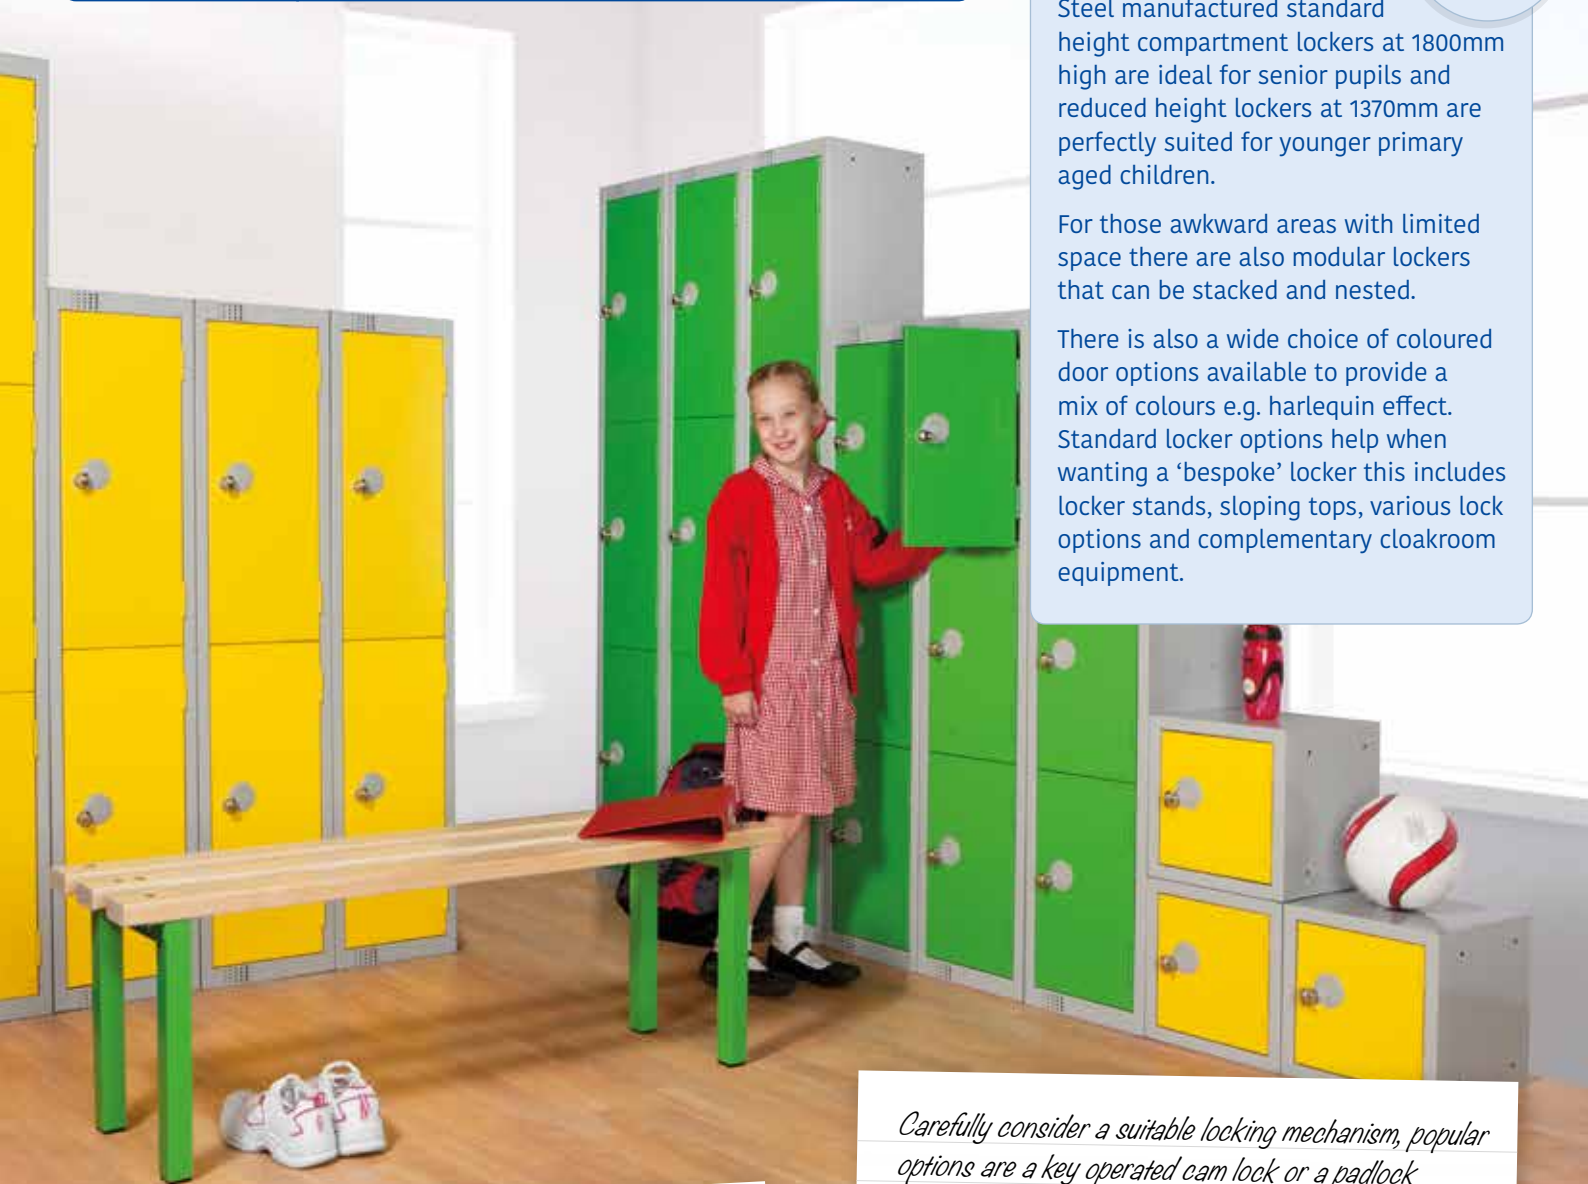 Steel manufactured standard
height compartment lockers at 1800mm
high are ideal for senior pupils and
reduced height lockers at 1370mm are
perfectly suited for younger primary
aged children.
For those awkward areas with limited
space there are also modular lockers
that can be stacked and nested.
There is also a wide choice of coloured
door options available to provide a
mix of colours e.g. harlequin effect.
Standard locker options help when
wanting a ‘bespoke’ locker this includes
locker stands, sloping tops, various lock
options and complementary cloakroom
equipment.
Carefully consider a suitable locking mechanism, popular
options are a key operated cam lock or a padlock